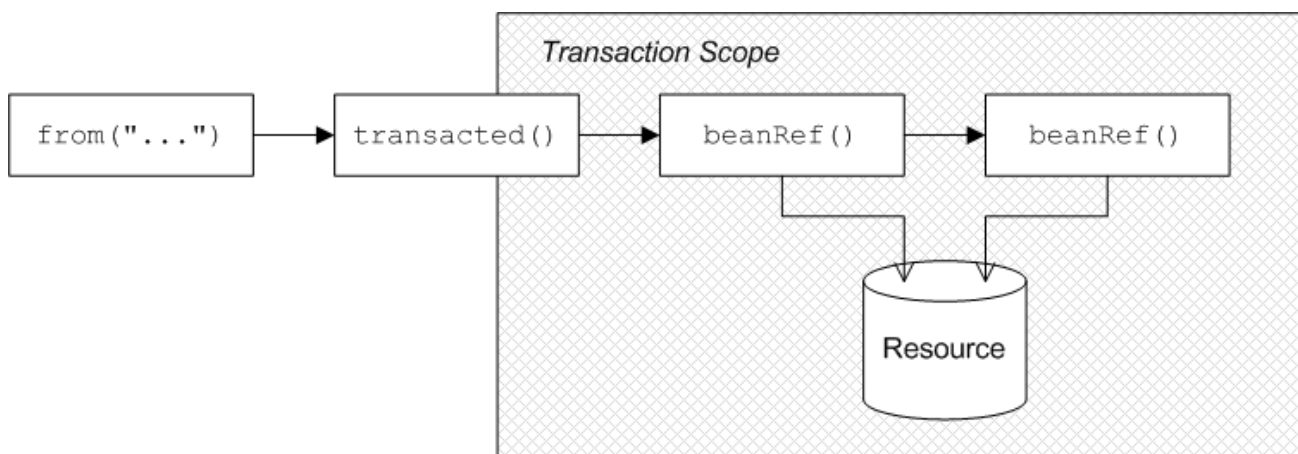 Transaction Scope
from("...")
transacted()
beanRef()
beanRef()
Resource